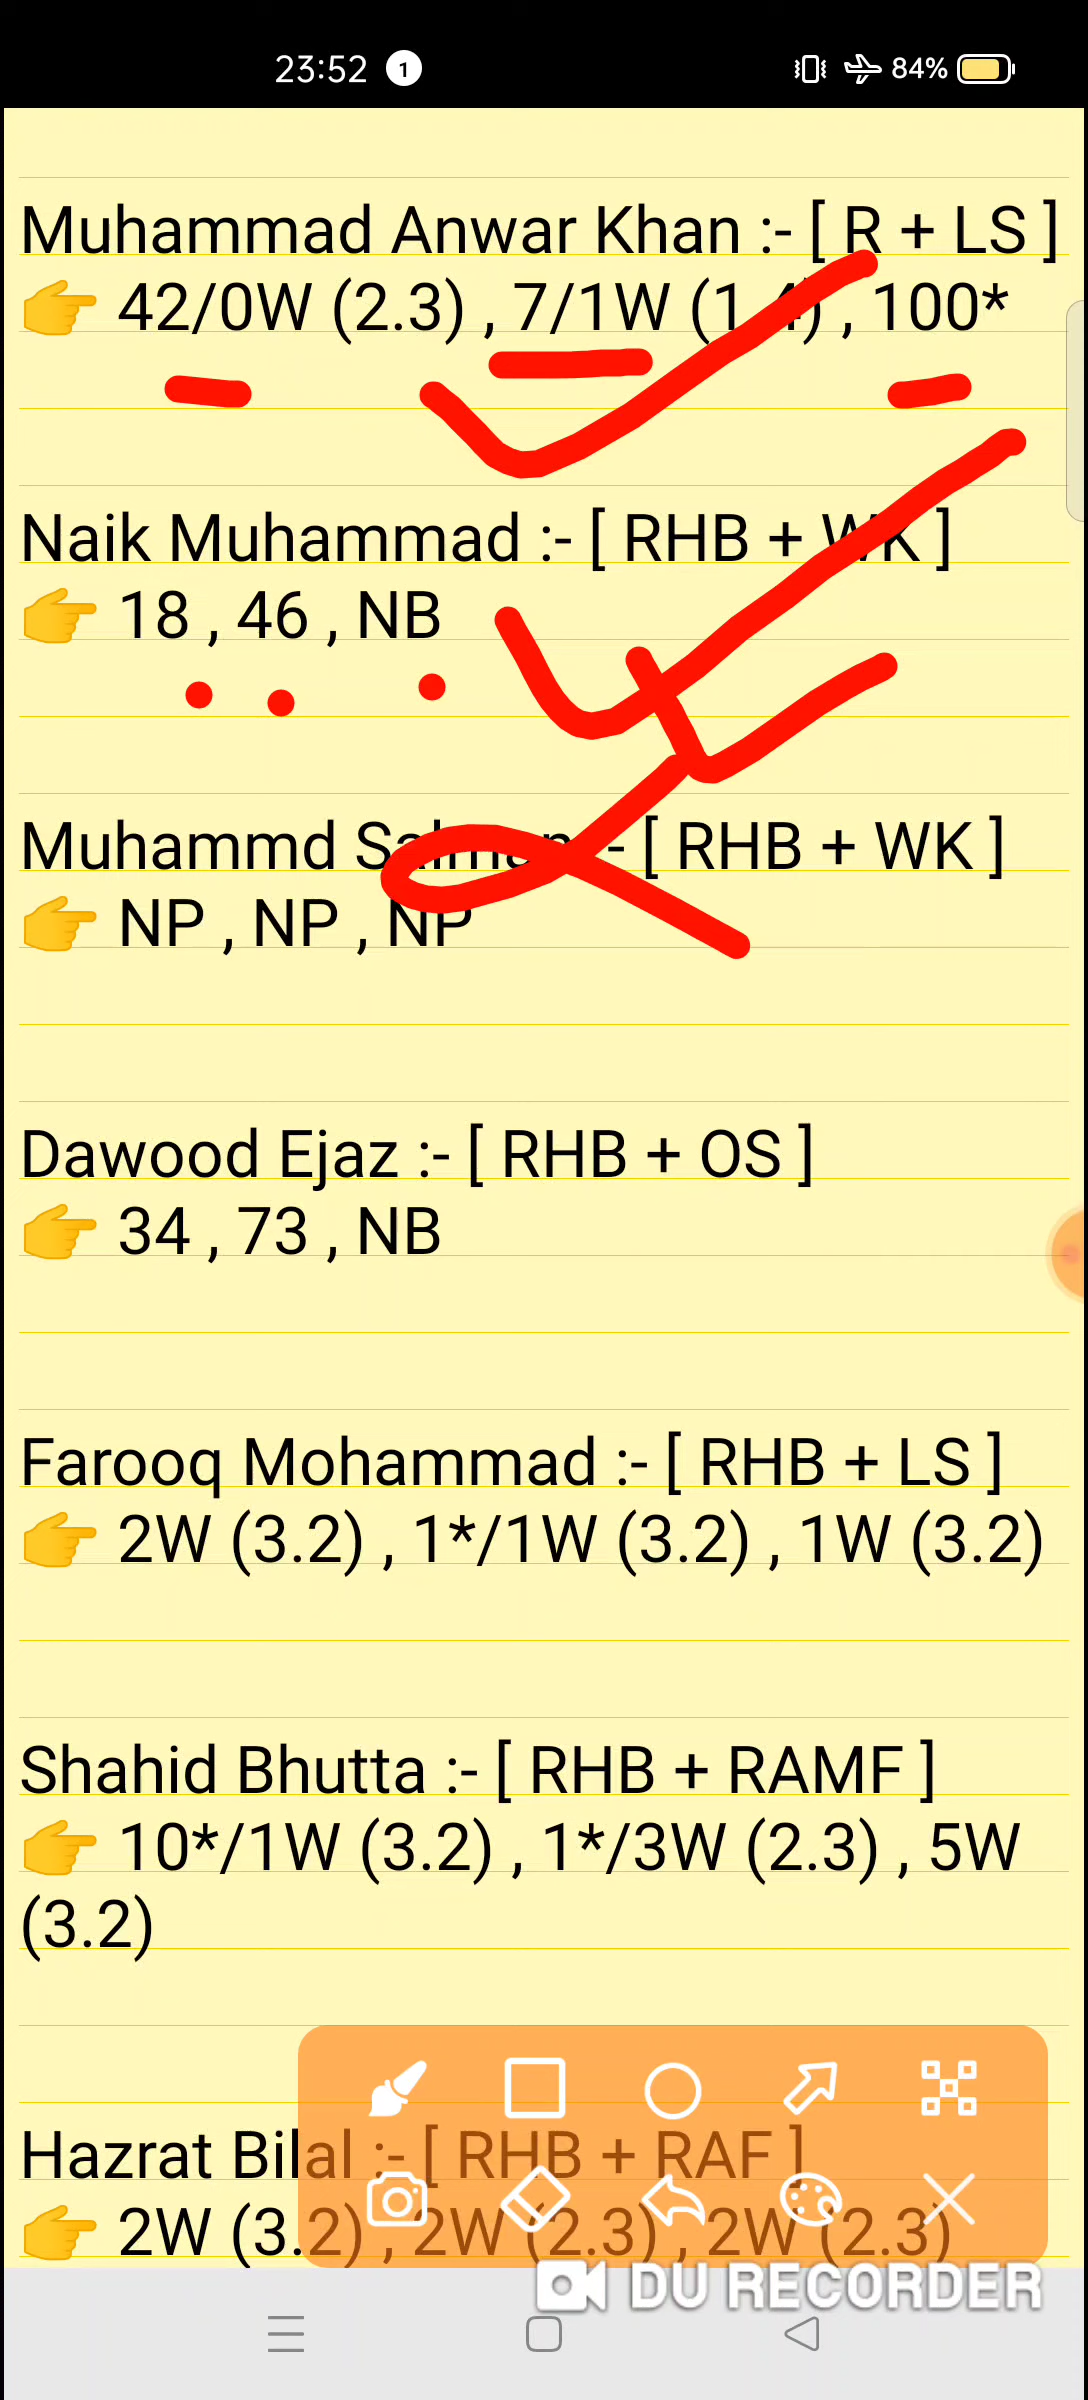 23:52 1 84%
Muhammad Anwar Khan :- [ R + LS ]
👉 42/0W (2.3) , 7/1W (1.4) , 100*
Naik Muhammad :- [ RHB + WK ]
👉 18 , 46 , NB
Muhammd Salman :- [ RHB + WK ]
👉 NP , NP , NP
Dawood Ejaz :- [ RHB + OS ]
👉 34 , 73 , NB
Farooq Mohammad :- [ RHB + LS ]
👉 2W (3.2) , 1*/1W (3.2) , 1W (3.2)
Shahid Bhutta :- [ RHB + RAMF ]
👉 10*/1W (3.2) , 1*/3W (2.3) , 5W
(3.2)
Hazrat Bilal :- [ RHB + RAF ]
👉 2W (3.2) , 2W (2.3) , 2W (2.3)
DU RECORDER